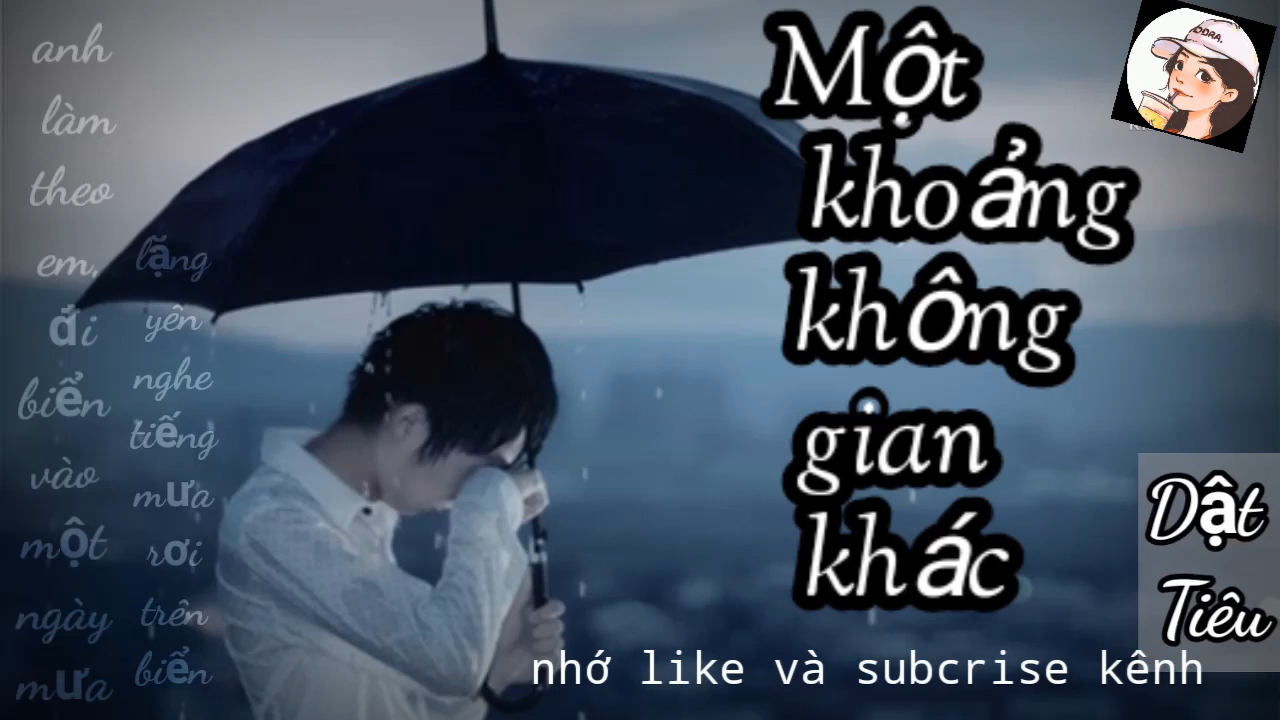 anh
làm
theo
em,
đi
biển
vào
một
ngày
mưa
lặng
yên
nghe
tiếng
mưa
rơi
trên
biển
Một
khoảng
không
gian
khác
Dật
Tiêu
nhớ like và subcrise kênh